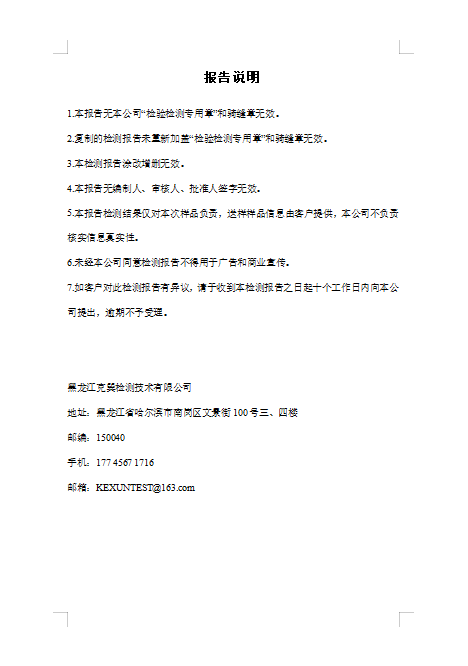 报告说明
1.本报告无本公司“检验检测专用章”和骑缝章无效。
2.复制的检测报告未重新加盖“检验检测专用章”和骑缝章无效。
3.本检测报告涂改增删无效。
4.本报告无编制人、审核人、批准人签字无效。
5.本报告检测结果仅对本次样品负责，送样样品信息由客户提供，本公司不负责
核实信息真实性。
6.未经本公司同意检测报告不得用于广告和商业宣传。
7.如客户对此检测报告有异议，请于收到本检测报告之日起十个工作日内向本公
司提出，逾期不予受理。
黑龙江克巽检测技术有限公司
地址：黑龙江省哈尔滨市南岗区文景街 100 号三、四楼
邮编：150040
手机：177 4567 1716
邮箱：KEXUNTEST@163.com